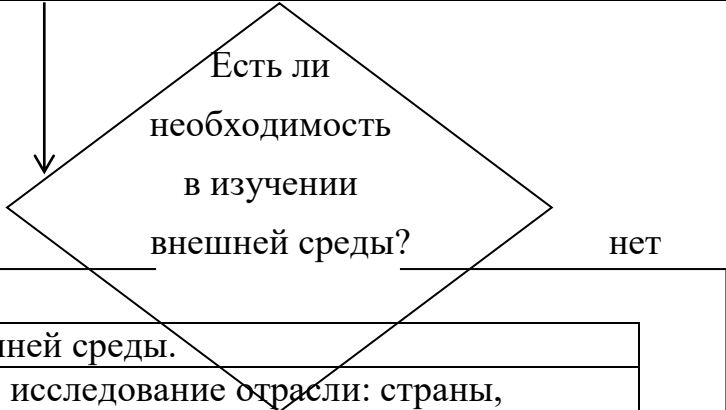 Есть ли
необходимость
в изучении
внешней среды?
нет
ней среды.
исследование отрасли: страны,